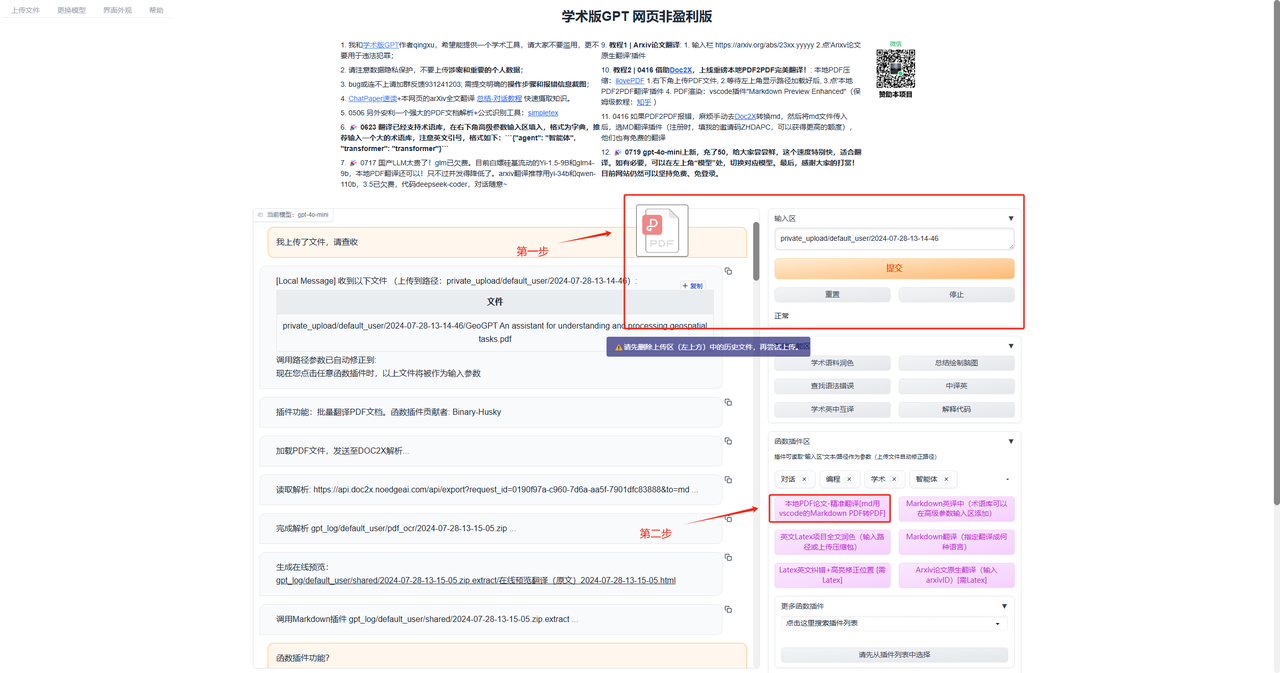 上传文件 更换模型 界面外观 帮助
学术版GPT 网页非盈利版
1. 我和学术版GPT作者qingxu，希望能提供一个学术工具，请大家不要滥用，更不
要用于违法犯罪；
2. 请注意数据隐私保护，不要上传涉密和重要的个人数据；
3. bug或连不上请加群反馈931241203; 需提交明确的操作步骤和报错信息截图；
4. ChatPaper速读+本网页的arXiv全文翻译 总结-对话教程 快速摄取知识。
5. 0506 另外安利一个强大的PDF文档解析+公式识别工具：simpletex
6. 🎉 0623 翻译已经支持术语库，在右下角高级参数输入区填入，格式为字典，推
荐输入一个大的术语库，注意英文引号，格式如下：```{"agent": "智能体",
"transformer": "transformer"}```
7. 🎉 0717 国产LLM太贵了！glm已欠费。目前白嫖硅基流动的Yi-1.5-9B和glm4-
9b，本地PDF翻译还可以！只不过并发得降低了。arxiv翻译推荐用yi-34b和qwen-
110b，3.5已欠费，代码deepseek-coder，对话随意~
9. 教程1 | Arxiv论文翻译: 1. 输入栏 https://arxiv.org/abs/23xx.yyyyy 2.点'Arixv论文
原生翻译'插件
10. 教程2 | 0416 借助Doc2X，上线重磅本地PDF2PDF完美翻译！: 本地PDF压
缩：ilovePDF 1.右下角上传PDF文件, 2.等待左上角显示路径加载好后, 3.点'本地
PDF2PDF翻译'插件 4. PDF渲染：vscode插件"Markdown Preview Enhanced"（保
姆级教程：知乎 ）
11. 0416 如果PDF2PDF报错，麻烦手动去Doc2X转换md，然后将md文件传入
后，选MD翻译插件（注册时，填我的邀请码ZHDAPC，可以获得更高的额度），
他们也有免费的翻译
12. 🎉 0719 gpt-4o-mini上新，充了50，给大家尝尝鲜，这个速度特别快，适合翻
译。如有必要，可以在左上角“模型”处，切换对应模型。最后，感谢大家的打赏！
目前网站仍然可以坚持免费、免登录。
微信
赞助本项目
当前模型：gpt-4o-mini
我上传了文件，请查收
第一步
PDF
[Local Message] 收到以下文件 （上传到路径：private_upload/default_user/2024-07-28-13-14-46）:
+ 复制
文件
private_upload/default_user/2024-07-28-13-14-46/GeoGPT An assistant for understanding and processing geospatial
tasks.pdf
⚠️请先删除上传区（左上方）中的历史文件，再尝试上传。
调用路径参数已自动修正到:
现在您点击任意函数插件时，以上文件将被作为输入参数
插件功能：批量翻译PDF文档。函数插件贡献者: Binary-Husky
加载PDF文件，发送至DOC2X解析...
读取解析: https://api.doc2x.noedgeai.com/api/export?request_id=0190f97a-c960-7d6a-aa5f-7901dfc83888&to=md ...
完成解析 gpt_log/default_user/pdf_ocr/2024-07-28-13-15-05.zip ...
第二步
生成在线预览：
gpt_log/default_user/shared/2024-07-28-13-15-05.zip.extract/在线预览翻译（原文）2024-07-28-13-15-05.html
调用Markdown插件 gpt_log/default_user/shared/2024-07-28-13-15-05.zip.extract ...
函数插件功能?
输入区 ▼
private_upload/default_user/2024-07-28-13-14-46
提交
重置 停止
正常
▼
学术语料润色 总结绘制脑图
查找语法错误 中译英
学术英中互译 解释代码
函数插件区 ▼
插件可读取“输入区”文本/路径作为参数（上传文件自动修正路径）
对话 × 编程 × 学术 × 智能体 ×
本地PDF论文-精准翻译[md用
vscode的Markdown PDF转PDF]
Markdown英译中（术语库可以
在高级参数输入区添加）
英文Latex项目全文润色（输入路
径或上传压缩包）
Markdown翻译（指定翻译成何
种语言）
Latex英文纠错+高亮修正位置 [需
Latex]
Arxiv论文原生翻译（输入
arxivID）[需Latex]
更多函数插件 ▼
点击这里搜索插件列表
请先从插件列表中选择